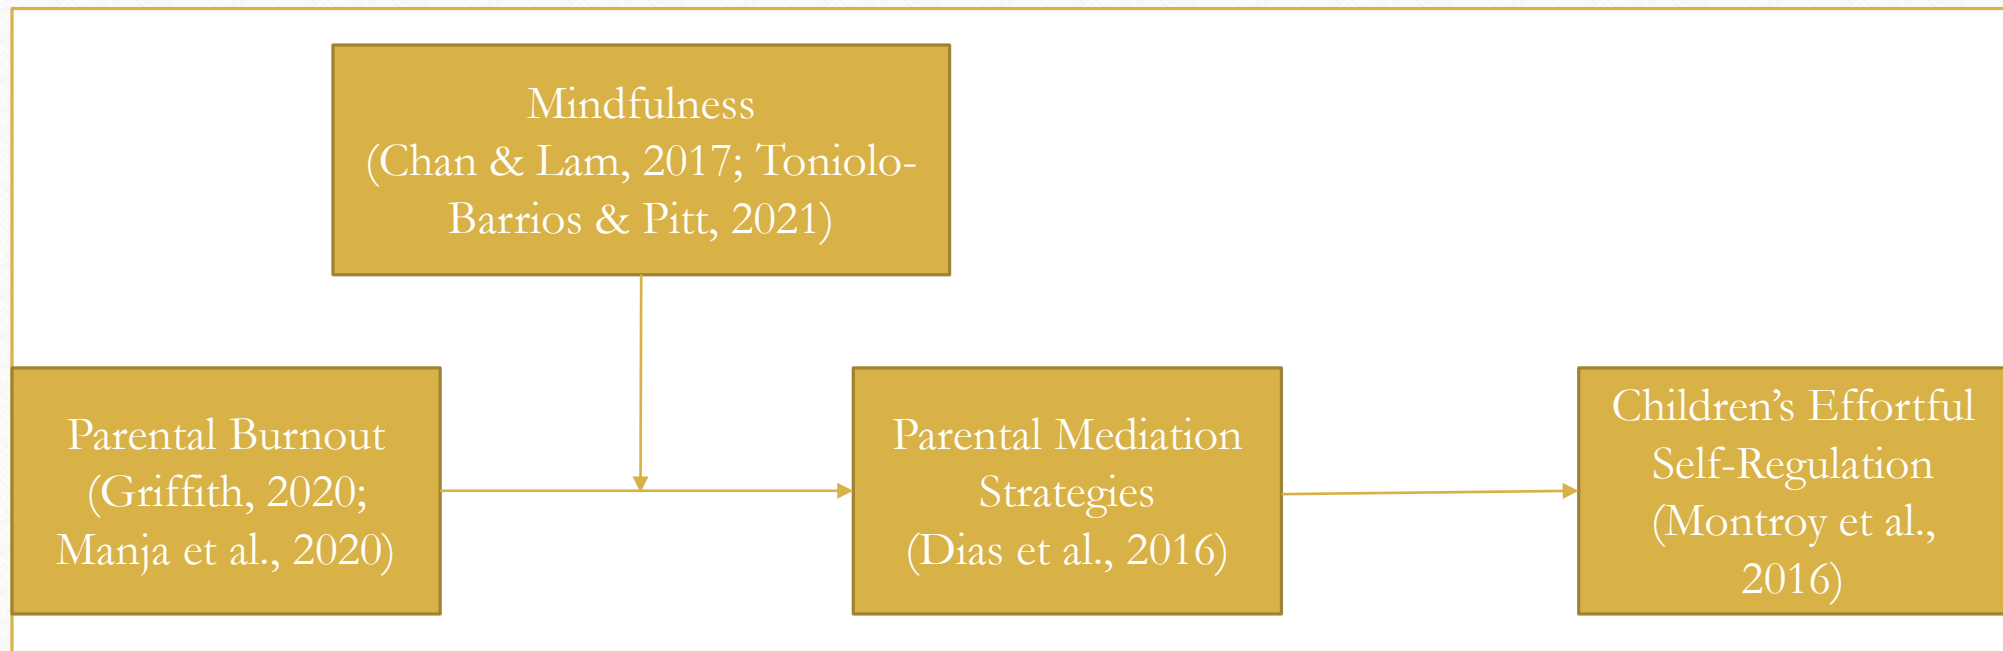 Mindfulness
(Chan & Lam, 2017; Toniolo-
Barrios & Pitt, 2021)
Parental Burnout
(Griffith, 2020;
Manja et al., 2020)
Parental Mediation
Strategies
(Dias et al., 2016)
Children’s Effortful
Self-Regulation
(Montroy et al.,
2016)